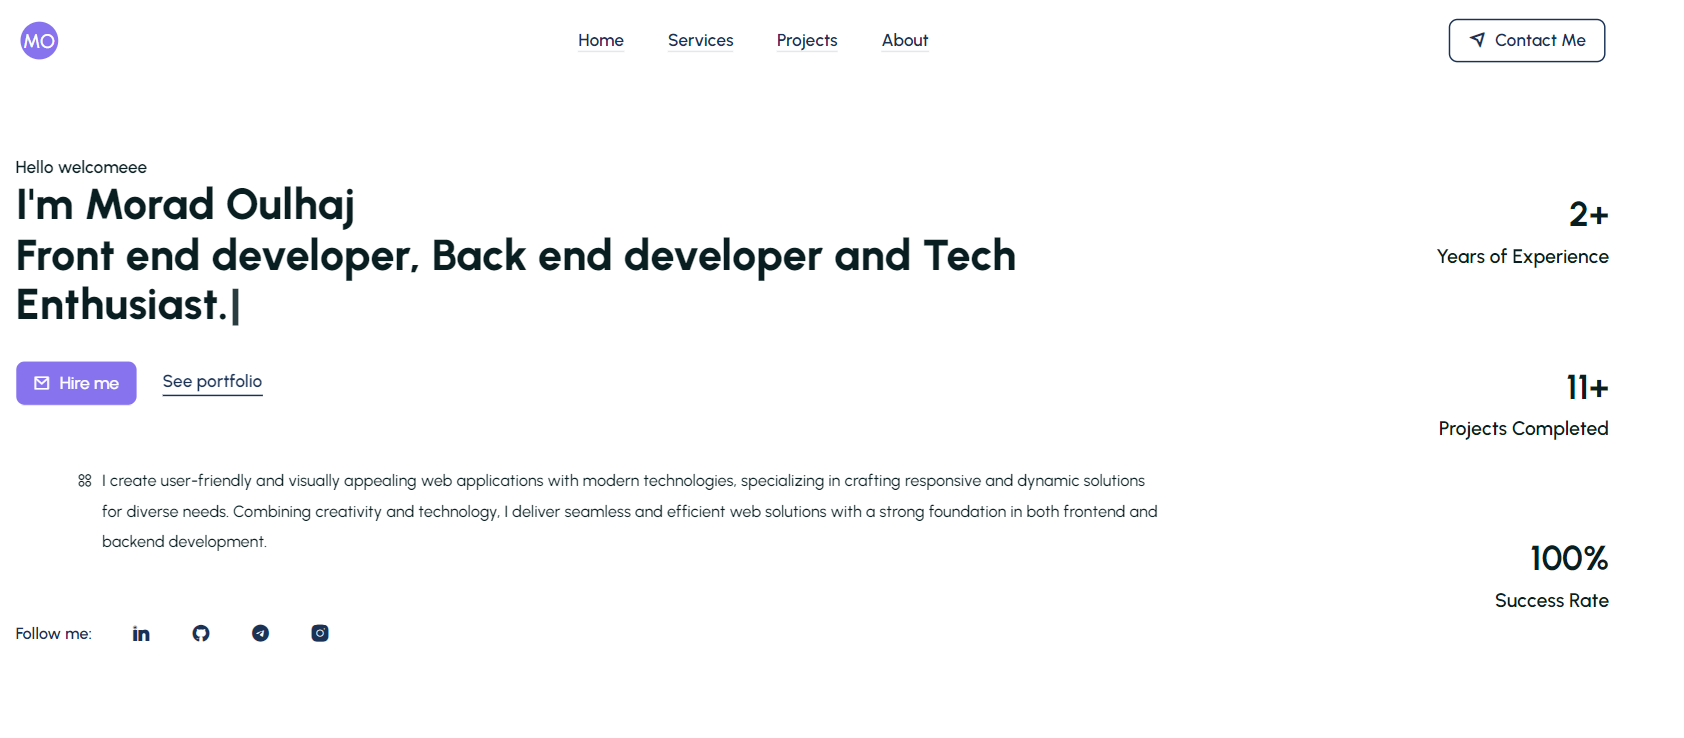 MO
Home
Services
Projects
About
Contact Me
Hello welcomeee
I'm Morad Oulhaj
Front end developer, Back end developer and Tech
Enthusiast.|
Hire me
See portfolio
I create user-friendly and visually appealing web applications with modern technologies, specializing in crafting responsive and dynamic solutions
for diverse needs. Combining creativity and technology, I deliver seamless and efficient web solutions with a strong foundation in both frontend and
backend development.
Follow me:
in
2+
Years of Experience
11+
Projects Completed
100%
Success Rate